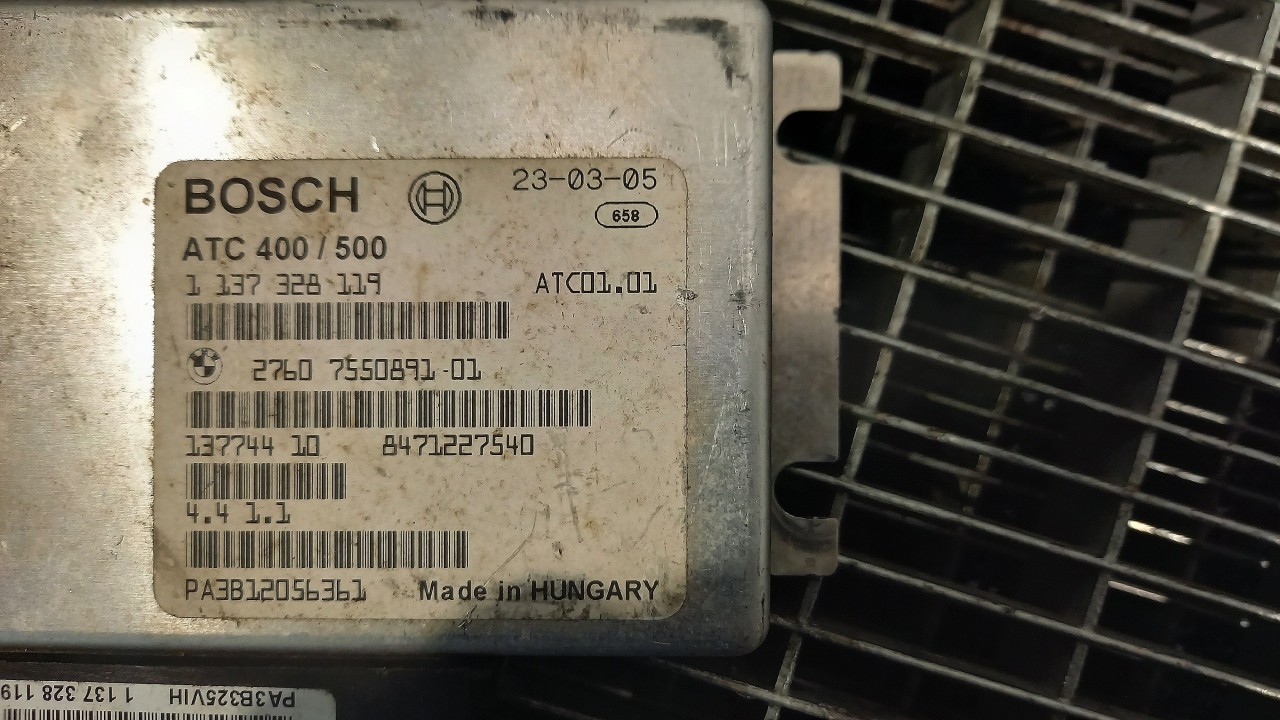 BOSCH 23-03-05
658
ATC 400 / 500
1 137 328 119 ATC01.01
2760 7550891-01
137744 10 8471227540
4.4 1.1
PA3B12056361 Made in HUNGARY
PA3B325VIH 1 137 328 119